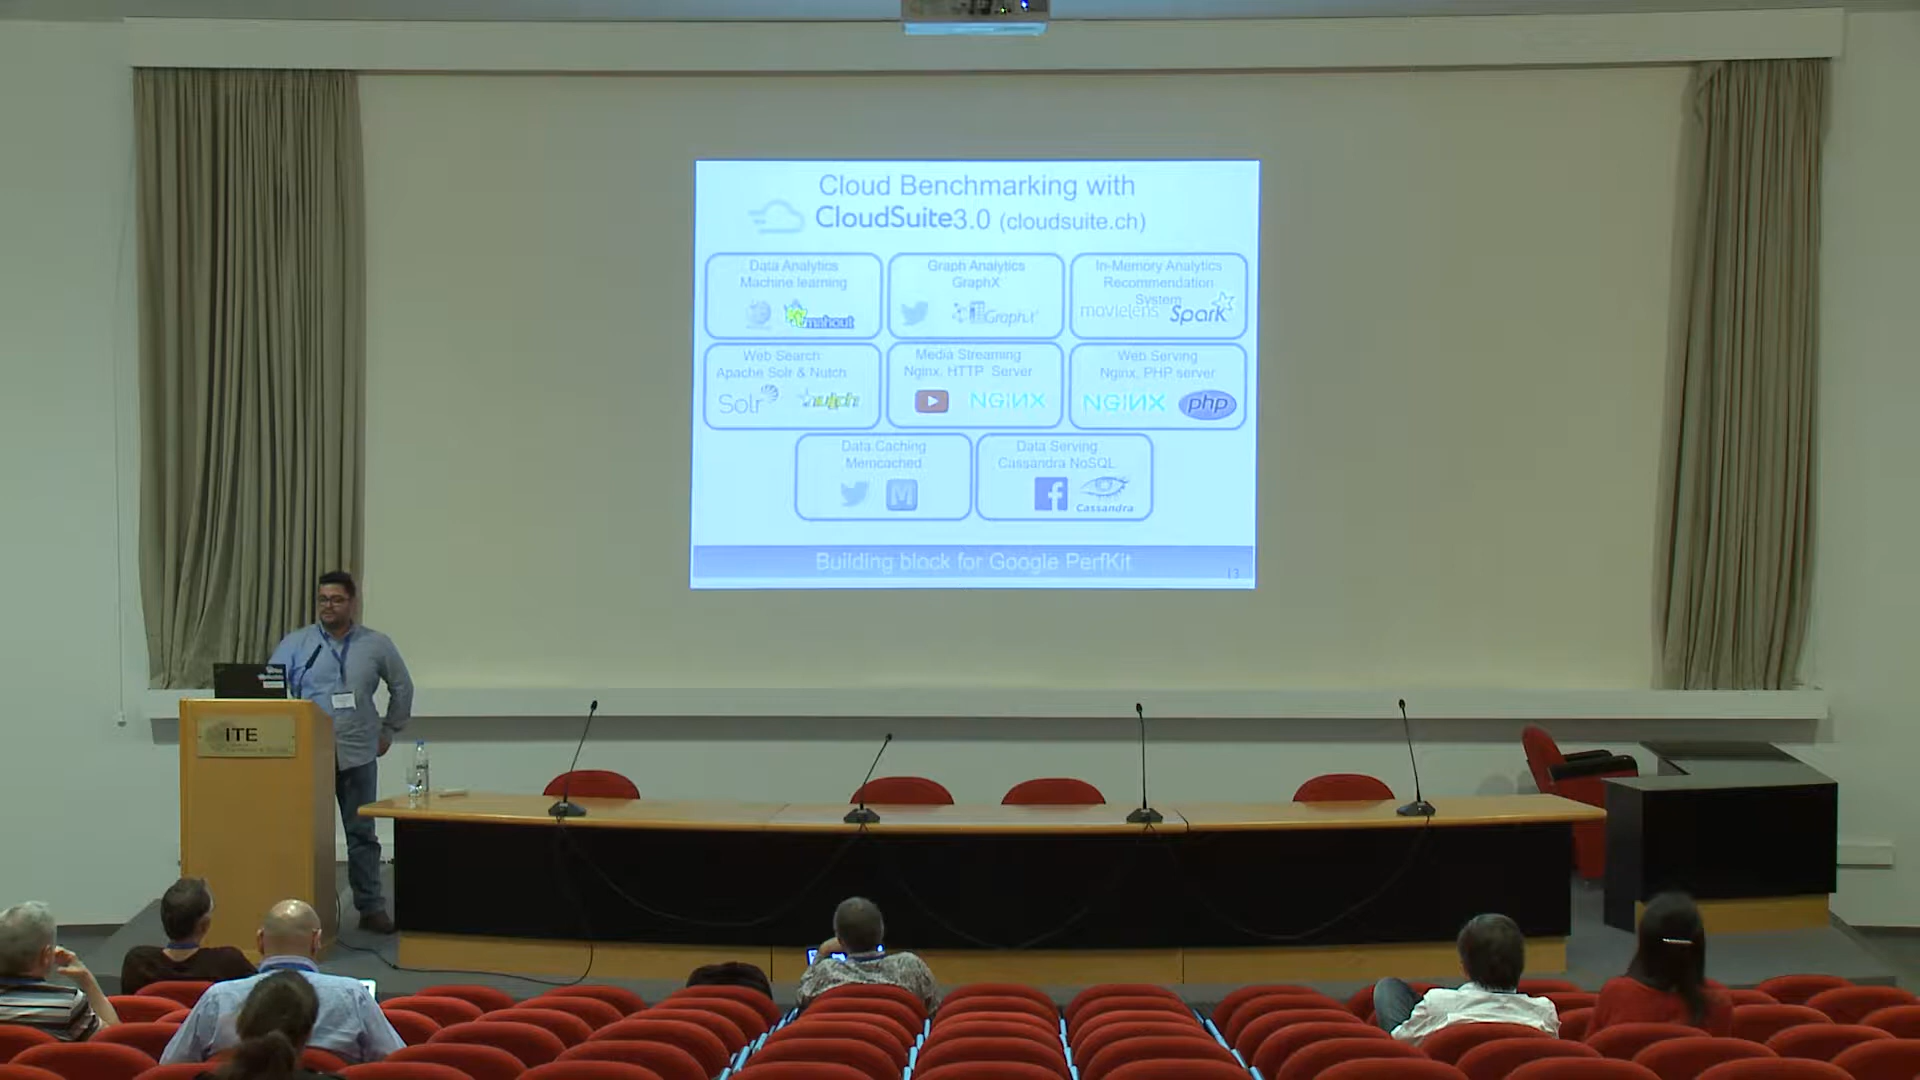 Cloud Benchmarking with
CloudSuite3.0 (cloudsuite.ch)
Data Analytics
Machine learning
mahout
Graph Analytics
GraphX
GraphX
In-Memory Analytics
Recommendation
System
movielens Spark
Web Search
Apache Solr & Nutch
Solr nutch
Media Streaming
Nginx, HTTP Server
NGINX
Web Serving
Nginx, PHP server
NGINX php
Data Caching
Memcached
M
Data Serving
Cassandra NoSQL
f Cassandra
Building block for Google PerfKit
13
ITE